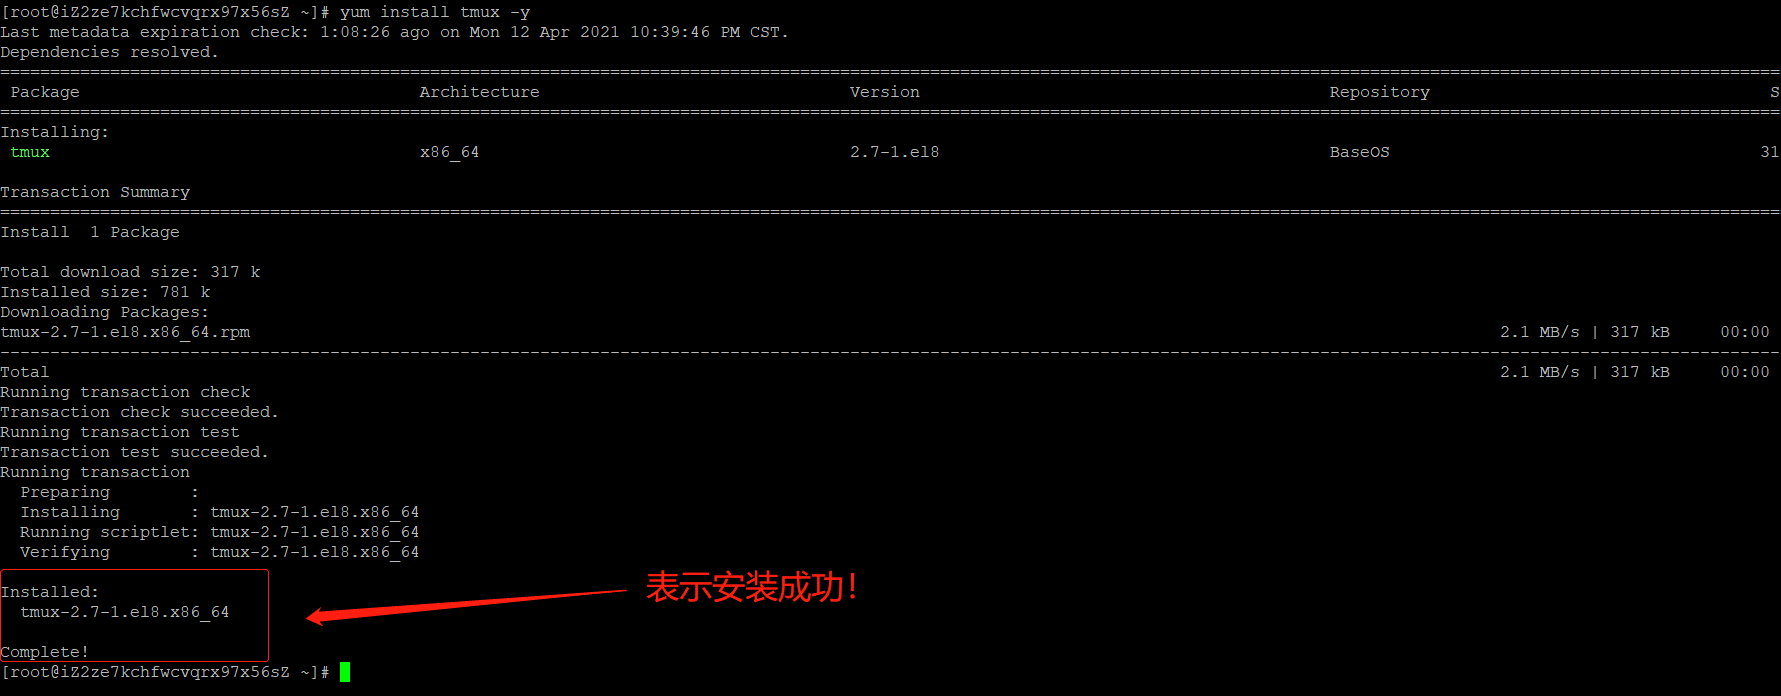 [root@iZ2ze7kchfwcvqrx97x56sZ ~]# yum install tmux -y
Last metadata expiration check: 1:08:26 ago on Mon 12 Apr 2021 10:39:46 PM CST.
Dependencies resolved.
Package Architecture Version Repository S
Installing:
tmux x86_64 2.7-1.el8 BaseOS 31
Transaction Summary
Install 1 Package
Total download size: 317 k
Installed size: 781 k
Downloading Packages:
tmux-2.7-1.el8.x86_64.rpm 2.1 MB/s | 317 kB 00:00
Total 2.1 MB/s | 317 kB 00:00
Running transaction check
Transaction check succeeded.
Running transaction test
Transaction test succeeded.
Running transaction
Preparing :
Installing : tmux-2.7-1.el8.x86_64
Running scriptlet: tmux-2.7-1.el8.x86_64
Verifying : tmux-2.7-1.el8.x86_64
Installed:
tmux-2.7-1.el8.x86_64
表示安装成功！
Complete!
[root@iZ2ze7kchfwcvqrx97x56sZ ~]#